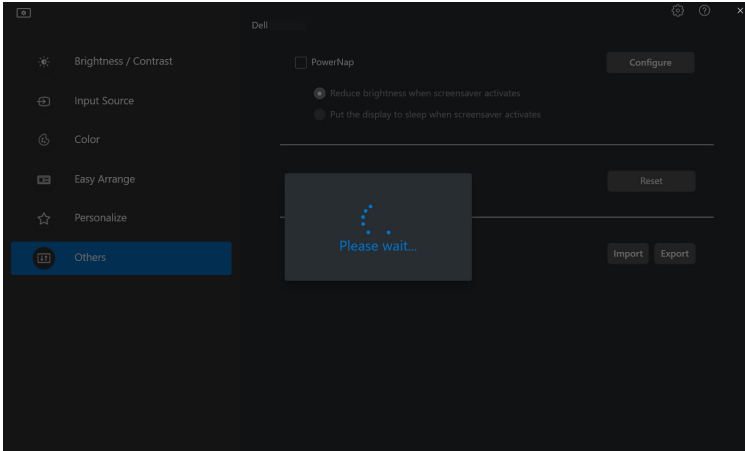 Dell
Brightness / Contrast
Input Source
Color
Easy Arrange
Personalize
Others
PowerNap
Configure
Reduce brightness when screensaver activates
Put the display to sleep when screensaver activates
Reset
Please wait...
Import
Export